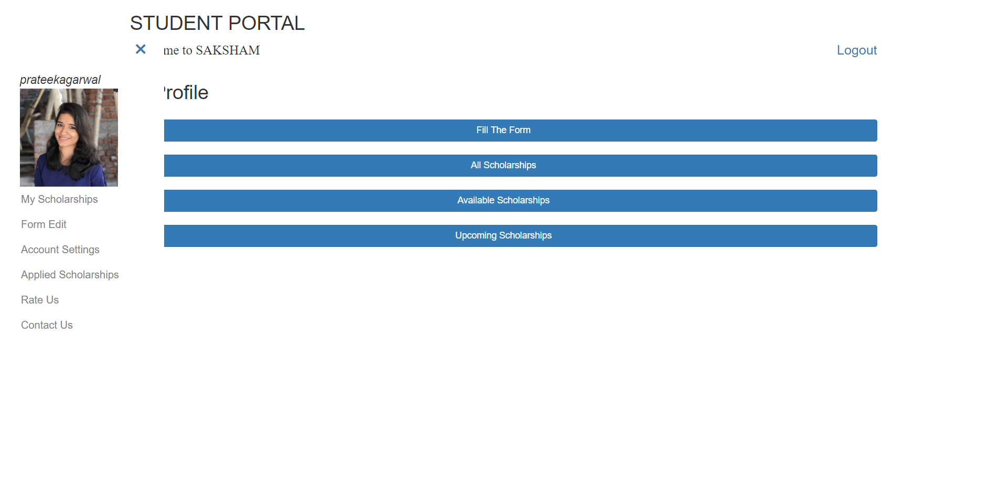 STUDENT PORTAL
✕ me to SAKSHAM Logout
prateekagarwal
rofile
Fill The Form
All Scholarships
Available Scholarships
Upcoming Scholarships
My Scholarships
Form Edit
Account Settings
Applied Scholarships
Rate Us
Contact Us